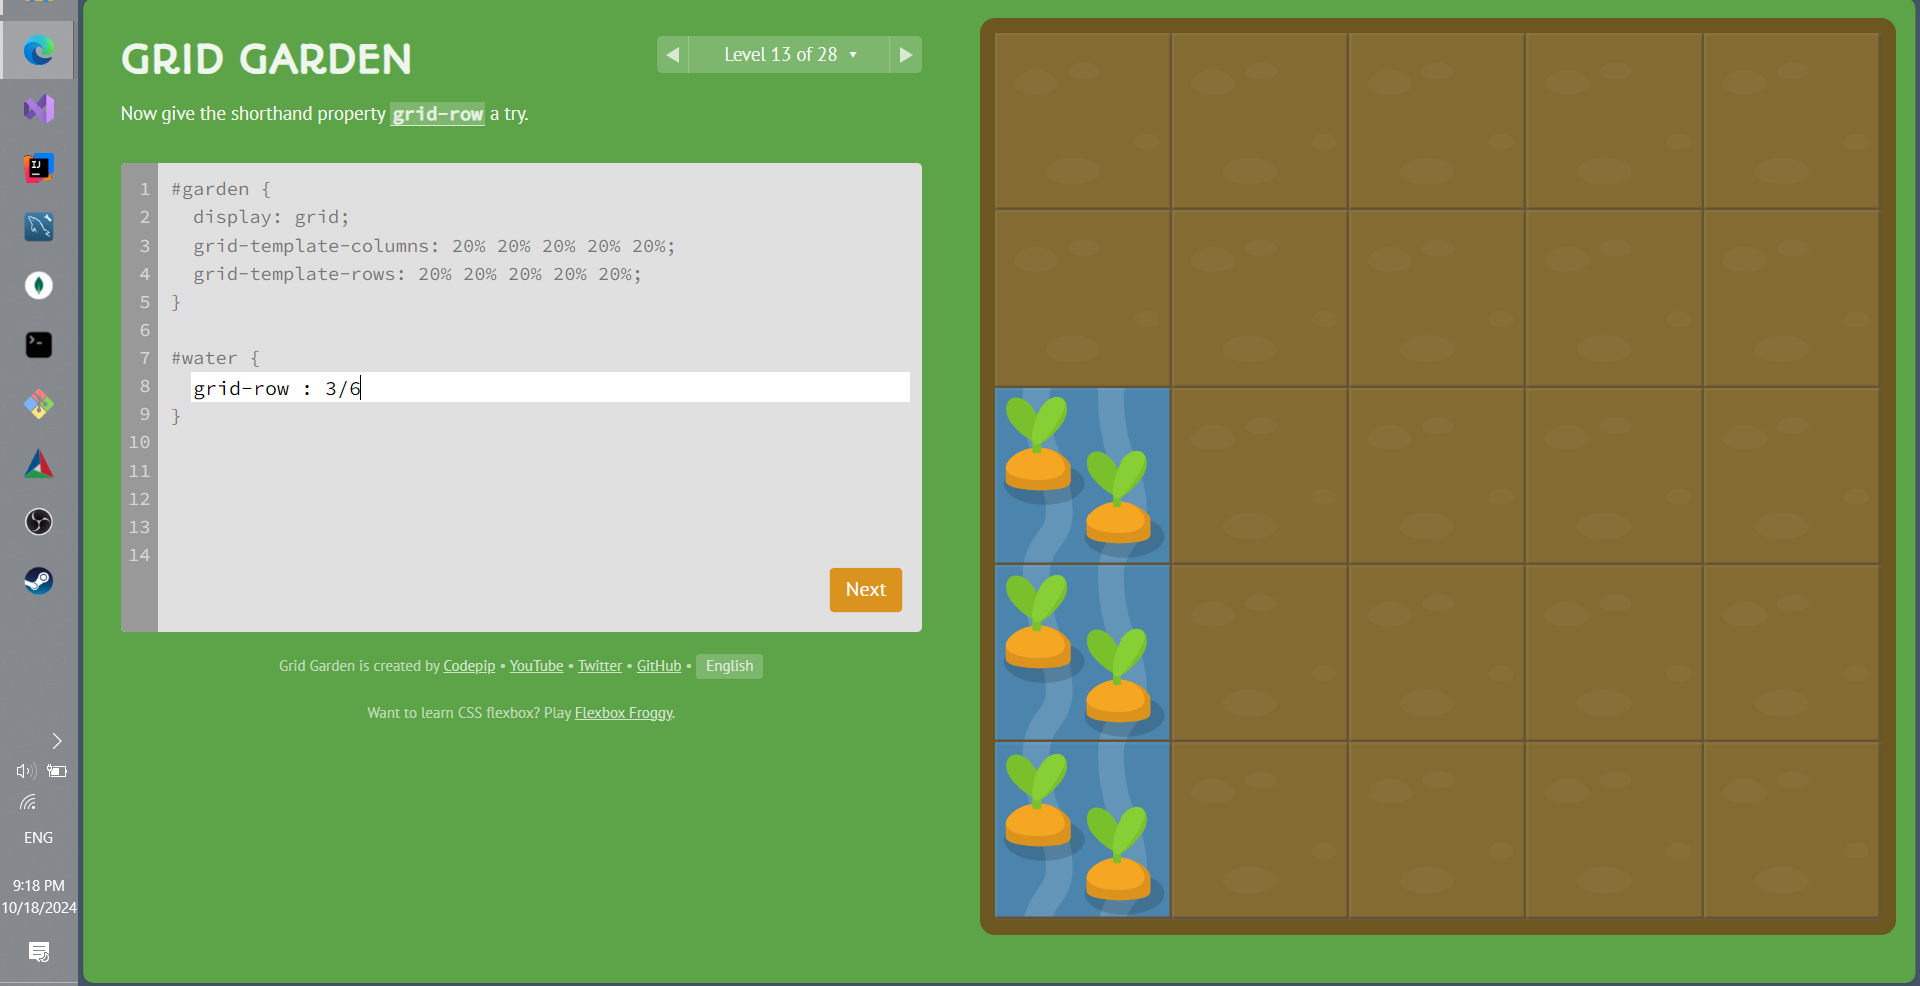 GRID GARDEN
Level 13 of 28
Now give the shorthand property grid-row a try.
1 #garden {
2 display: grid;
3 grid-template-columns: 20% 20% 20% 20% 20%;
4 grid-template-rows: 20% 20% 20% 20% 20%;
5 }
6
7 #water {
8 grid-row : 3/6
9 }
10
11
12
13
14
Next
Grid Garden is created by Codepip • YouTube • Twitter • GitHub • English
Want to learn CSS flexbox? Play Flexbox Froggy.
IJ
ENG
9:18 PM
10/18/2024